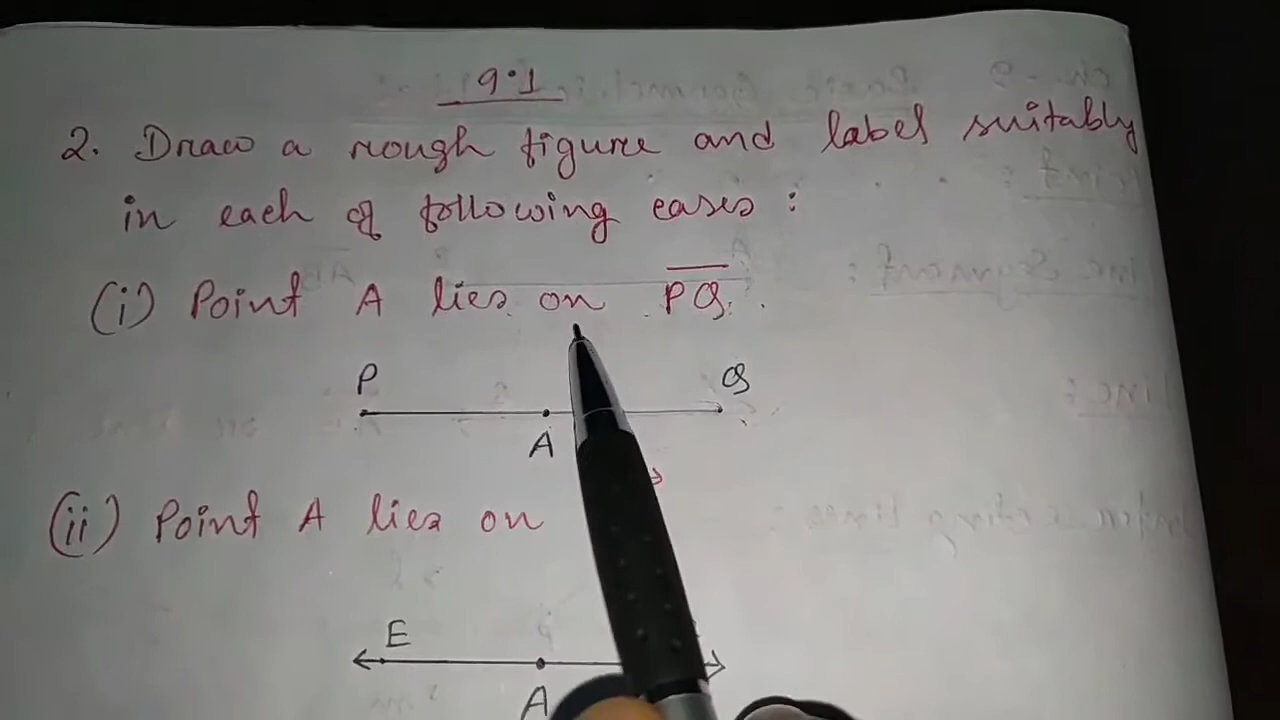 9.1
2. Draw a rough figure and label suitably
in each of following cases :
(i) Point A lies on PQ.
P Q
A
(ii) Point A lies on
E
A